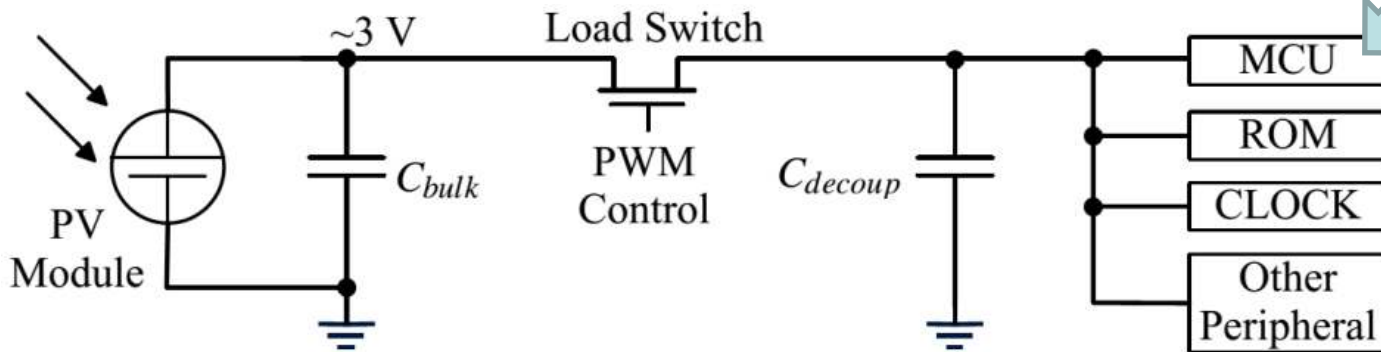 ~3 V
Load Switch
PV
Module
C_bulk
PWM
Control
C_decoup
MCU
ROM
CLOCK
Other
Peripheral